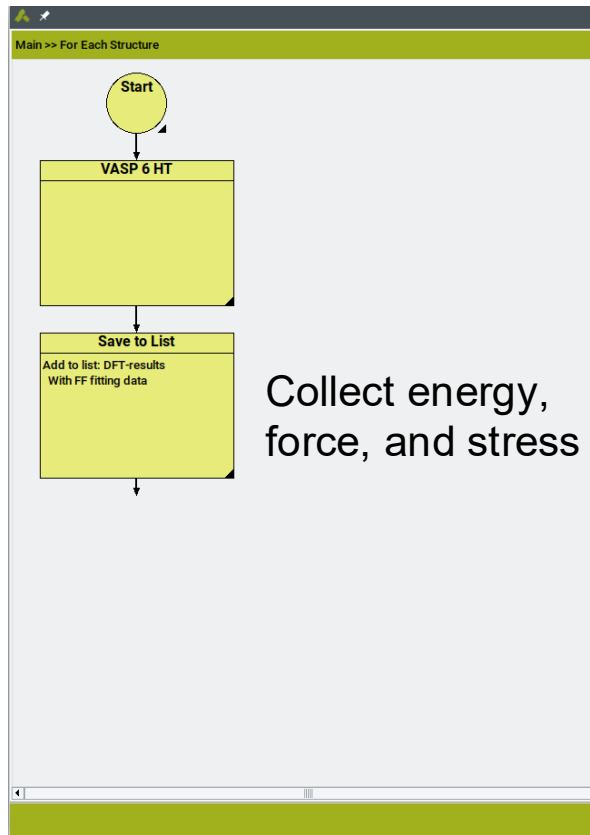 Main >> For Each Structure
Start
VASP 6 HT
Save to List
Add to list: DFT-results
With FF fitting data
Collect energy,
force, and stress